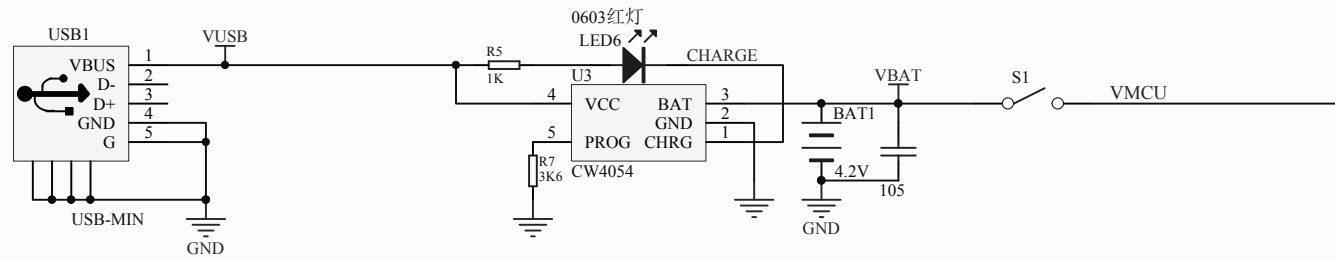 0603红灯
USB1
VUSB
LED6
VBUS 1
R5
1K
CHARGE
D- 2
D+ 3
GND 4
G 5
U3
4 VCC BAT 3
GND 2
5 PROG CHRG 1
R7
3K6
CW4054
VBAT
S1
VMCU
BAT1
4.2V
105
USB-MIN
GND
GND